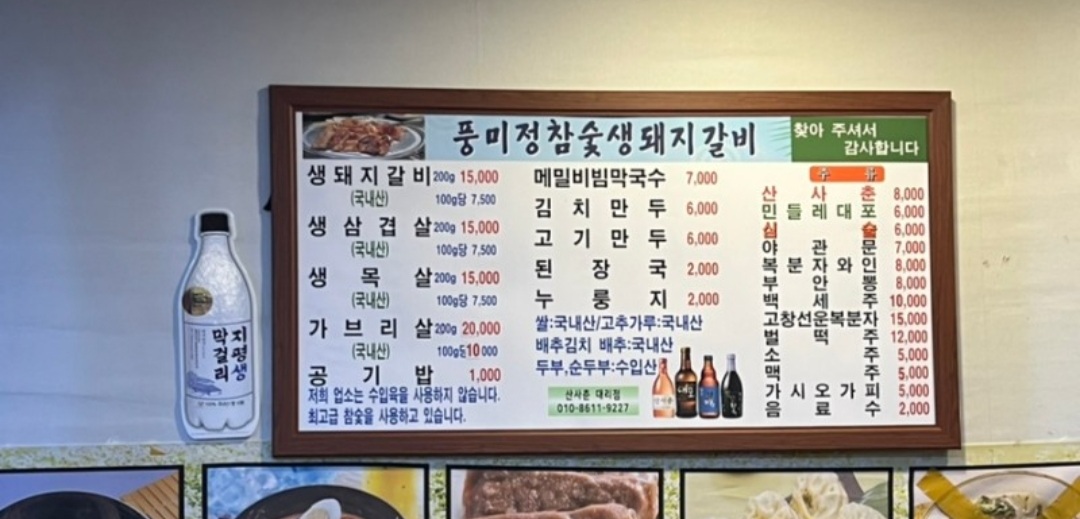 풍미정참숯생돼지갈비
찾아 주셔서
감사합니다
생돼지갈비 200g 15,000
(국내산) 100g당 7,500
생삼겹살 200g 15,000
(국내산) 100g당 7,500
생목살 200g 15,000
(국내산) 100g당 7,500
가브리살 200g 20,000
(국내산) 10 000
공기밥 1,000
저희 업소는 수입육을 사용하지 않습니다.
최고급 참숯을 사용하고 있습니다.
메밀비빔막국수 7,000
김치만두 6,000
고기만두 6,000
된장국 2,000
누룽지 2,000
쌀:국내산/고추가루:국내산
배추김치 배추:국내산
두부,순두부:수입산
산사춘 대리점
010-8611-9227
주류
산사춘 8,000
민들레대포 6,000
심술 6,000
야관문 7,000
복분자와인 8,000
부안뽕 8,000
백세주 10,000
고창선운복분자 15,000
벌떡주 12,000
소주 5,000
맥주 5,000
가시오가피 5,000
음료수 2,000
지평생
막걸리